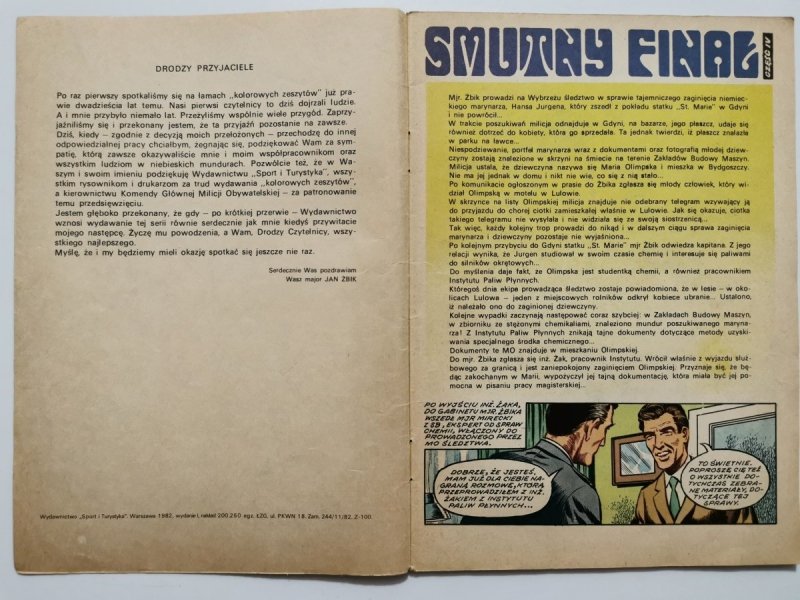 DRODZY PRZYJACIELE
Po raz pierwszy spotkaliśmy się na łamach „kolorowych zeszytów" już pra-
wie dwadzieścia lat temu. Nasi pierwsi czytelnicy to dziś dojrzali ludzie.
A i mnie przybyło niemało lat. Przeżyliśmy wspólnie wiele przygód. Zaprzy-
jaźniliśmy się i przekonany jestem, że ta przyjaźń pozostanie na zawsze.
Dziś, kiedy – zgodnie z decyzją moich przełożonych – przechodzę do innej
odpowiedzialnej pracy chciałbym, żegnając się, podziękować Wam za sym-
patię, którą zawsze okazywaliście mnie i moim współpracownikom oraz
wszystkim ludziom w niebieskich mundurach. Pozwólcie też, że w Wa-
szym i swoim imieniu podziękuję Wydawnictwu „Sport i Turystyka", wszy-
stkim rysownikom i drukarzom za trud wydawania „kolorowych zeszytów",
a kierownictwu Komendy Głównej Milicji Obywatelskiej – za patronowanie
temu przedsięwzięciu.
Jestem głęboko przekonany, że gdy – po krótkiej przerwie – Wydawnictwo
wznowi wydawanie tej serii równie serdecznie jak mnie kiedyś przywitacie
mojego następcę. Życzę mu powodzenia, a Wam, Drodzy Czytelnicy, wszy-
stkiego najlepszego.
Myślę, że i my będziemy mieli okazję spotkać się jeszcze nie raz.
Serdecznie Was pozdrawiam
Wasz major JAN ŻBIK
Wydawnictwo „Sport i Turystyka". Warszawa 1982, wydanie I, nakład 200.250 egz. ŁZG, ul. PKWN 18. Zam. 244/11/82, Z-100.
SMUTNY FINAŁ
CZĘŚĆ IV
Mjr. Żbik prowadzi na Wybrzeżu śledztwo w sprawie tajemniczego zaginięcia niemiec-
kiego marynarza, Hansa Jurgena, który zszedł z pokładu statku „St. Marie" w Gdyni
i nie powrócił...
W trakcie poszukiwań milicja odnajduje w Gdyni, na bazarze, jego płaszcz, udaje się
również dotrzeć do kobiety, która go sprzedała. Ta jednak twierdzi, iż płaszcz znalazła
w parku na ławce...
Niespodziewanie, portfel marynarza wraz z dokumentami oraz fotografią młodej dziew-
czyny zostają znalezione w skrzyni na śmiecie na terenie Zakładów Budowy Maszyn.
Milicja ustala, że dziewczyna nazywa się Maria Olimpska i mieszka w Bydgoszczy.
Nie ma jej jednak w domu i nikt nie wie, co się z nią stało...
Po komunikacie ogłoszonym w prasie do Żbika zgłasza się młody człowiek, który wi-
dział Olimpską w motelu w Lulowie.
W skrzynce na listy Olimpskiej milicja znajduje nie odebrany telegram wzywający ją
do przyjazdu do chorej ciotki zamieszkałej właśnie w Lulowie. Jak się okazuje, ciotka
takiego telegramu nie wysyłała i nie widziała się ze swoją siostrzenicą...
Tak więc, każdy kolejny trop prowadzi do nikąd i w dalszym ciągu sprawa zaginięcia
marynarza i dziewczyny pozostaje nie wyjaśniona...
Po kolejnym przybyciu do Gdyni statku „St. Marie" mjr Żbik odwiedza kapitana. Z jego
relacji wynika, że Jurgen studiował w swoim czasie chemię i interesuje się paliwami
do silników okrętowych...
Do myślenia daje fakt, że Olimpska jest studentką chemii, a również pracownikiem
Instytutu Paliw Płynnych.
Któregoś dnia ekipa prowadząca śledztwo zostaje powiadomiona, że w lesie – w oko-
licach Lulowa – jeden z miejscowych rolników odkrył kobiece ubranie... Ustalono,
iż należało ono do zaginionej dziewczyny.
Kolejne wypadki zaczynają następować coraz szybciej: w Zakładach Budowy Maszyn,
w zbiorniku ze stężonymi chemikaliami, znaleziono mundur poszukiwanego maryna-
rza! Z Instytutu Paliw Płynnych znikają tajne dokumenty dotyczące metody uzyski-
wania specjalnego środka chemicznego...
Dokumenty te MO znajduje w mieszkaniu Olimpskiej.
Do mjr. Żbika zgłasza się inż. Żak, pracownik Instytutu. Wrócił właśnie z wyjazdu służ-
bowego za granicą i jest zaniepokojony zaginięciem Olimpskiej. Przyznaje się, że bę-
dąc zakochanym w Marii, wypożyczył jej tajną dokumentację, która miała być jej po-
mocna w pisaniu pracy magisterskiej...
PO WYJŚCIU INŻ. ŻAKA,
DO GABINETU MJR. ŻBIKA
WSZEDŁ MJR MIRECKI
Z SB, EKSPERT OD SPRAW
CHEMII, WŁĄCZONY DO
PROWADZONEGO PRZEZ
MO ŚLEDZTWA.
DOBRZE, ŻE JESTEŚ,
MAM JUŻ DLA CIEBIE NA-
GRANĄ ROZMOWĘ, KTÓRĄ
PRZEPROWADZIŁEM Z INŻ.
ŻAKIEM Z INSTYTUTU
PALIW PŁYNNYCH...
TO ŚWIETNIE.
POPROSZĘ CIĘ TEŻ
O WSZYSTKIE DO-
TYCHCZAS ZEBRA-
NE MATERIAŁY, DO-
TYCZĄCE TEJ
SPRAWY.